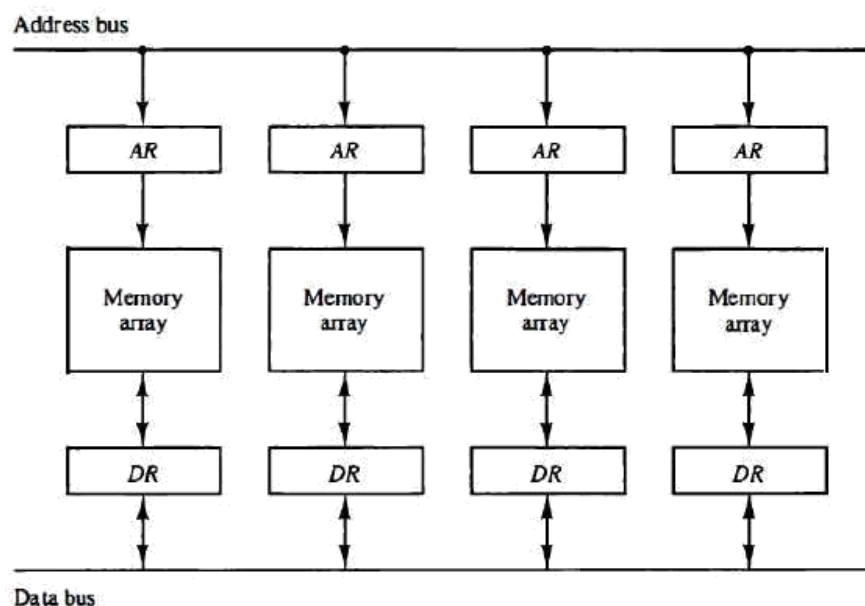 Address bus
AR AR AR AR
Memory Memory Memory Memory
array array array array
DR DR DR DR
Data bus